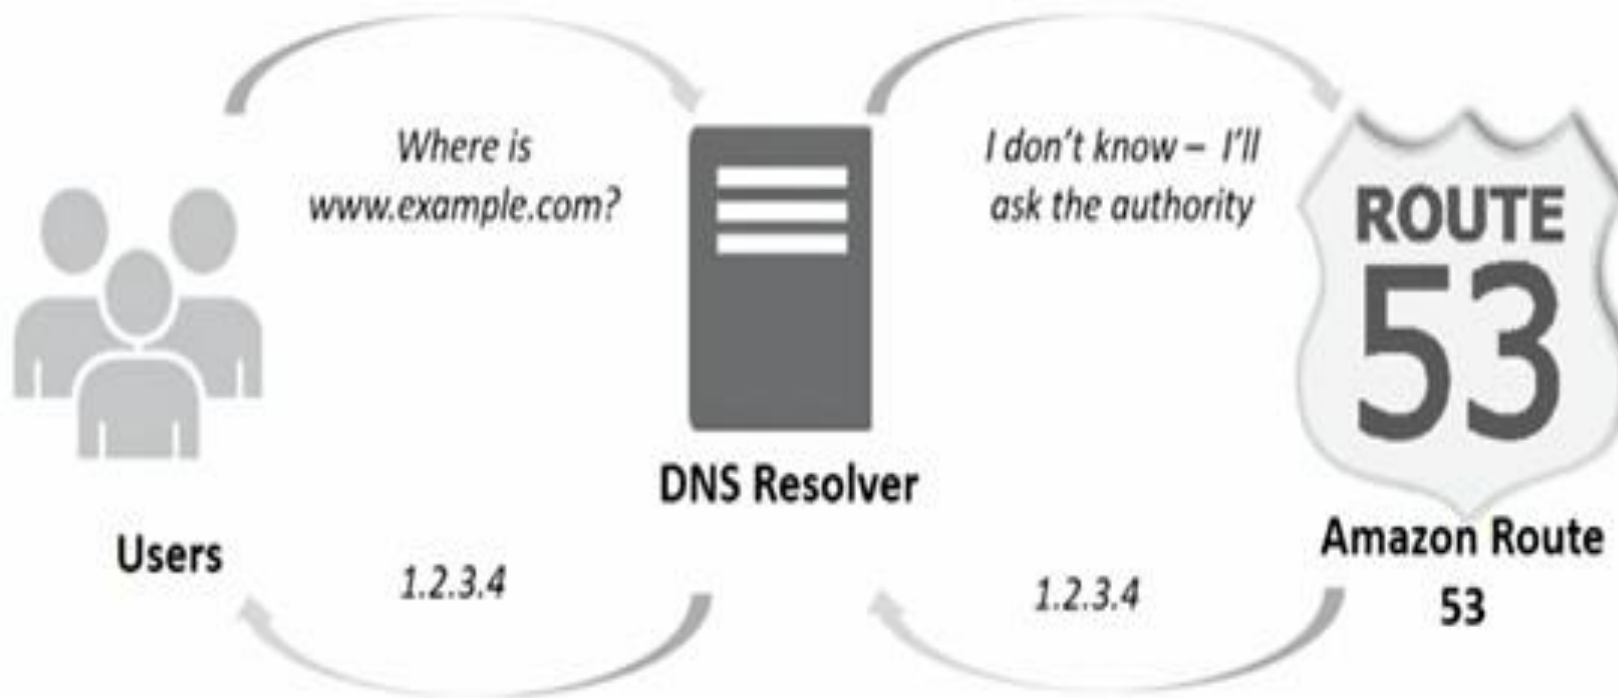 Where is
www.example.com?
I don't know – I'll
ask the authority
ROUTE
53
DNS Resolver
Users
Amazon Route
53
1.2.3.4
1.2.3.4